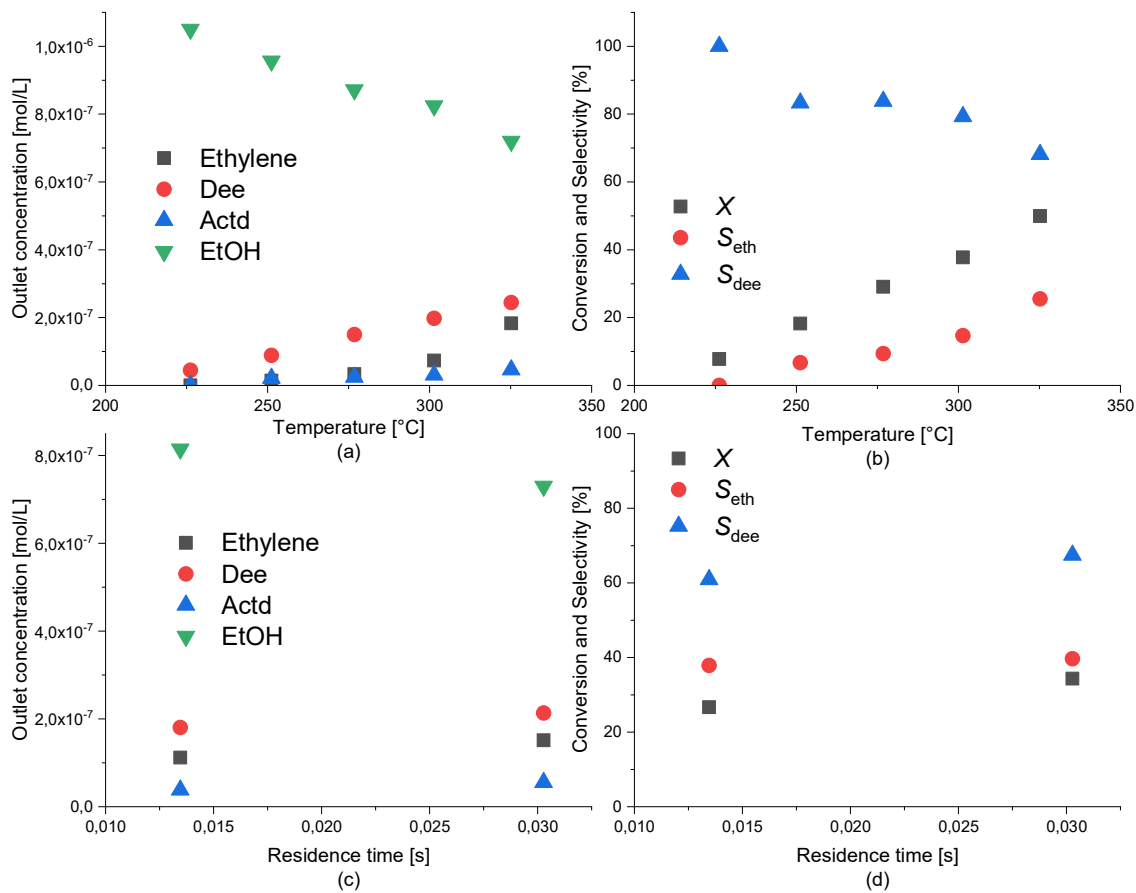 Outlet concentration [mol/L]
1,0x10⁻⁶
8,0x10⁻⁷
6,0x10⁻⁷
4,0x10⁻⁷
2,0x10⁻⁷
0,0
Ethylene
Dee
Actd
EtOH
200 250 300 350
Temperature [°C]
(a)
Conversion and Selectivity [%]
100
80
60
40
20
0
X
S_eth
S_dee
200 250 300 350
Temperature [°C]
(b)
Outlet concentration [mol/L]
8,0x10⁻⁷
6,0x10⁻⁷
4,0x10⁻⁷
2,0x10⁻⁷
0,0
Ethylene
Dee
Actd
EtOH
0,010 0,015 0,020 0,025 0,030
Residence time [s]
(c)
Conversion and Selectivity [%]
100
80
60
40
20
0
X
S_eth
S_dee
0,010 0,015 0,020 0,025 0,030
Residence time [s]
(d)